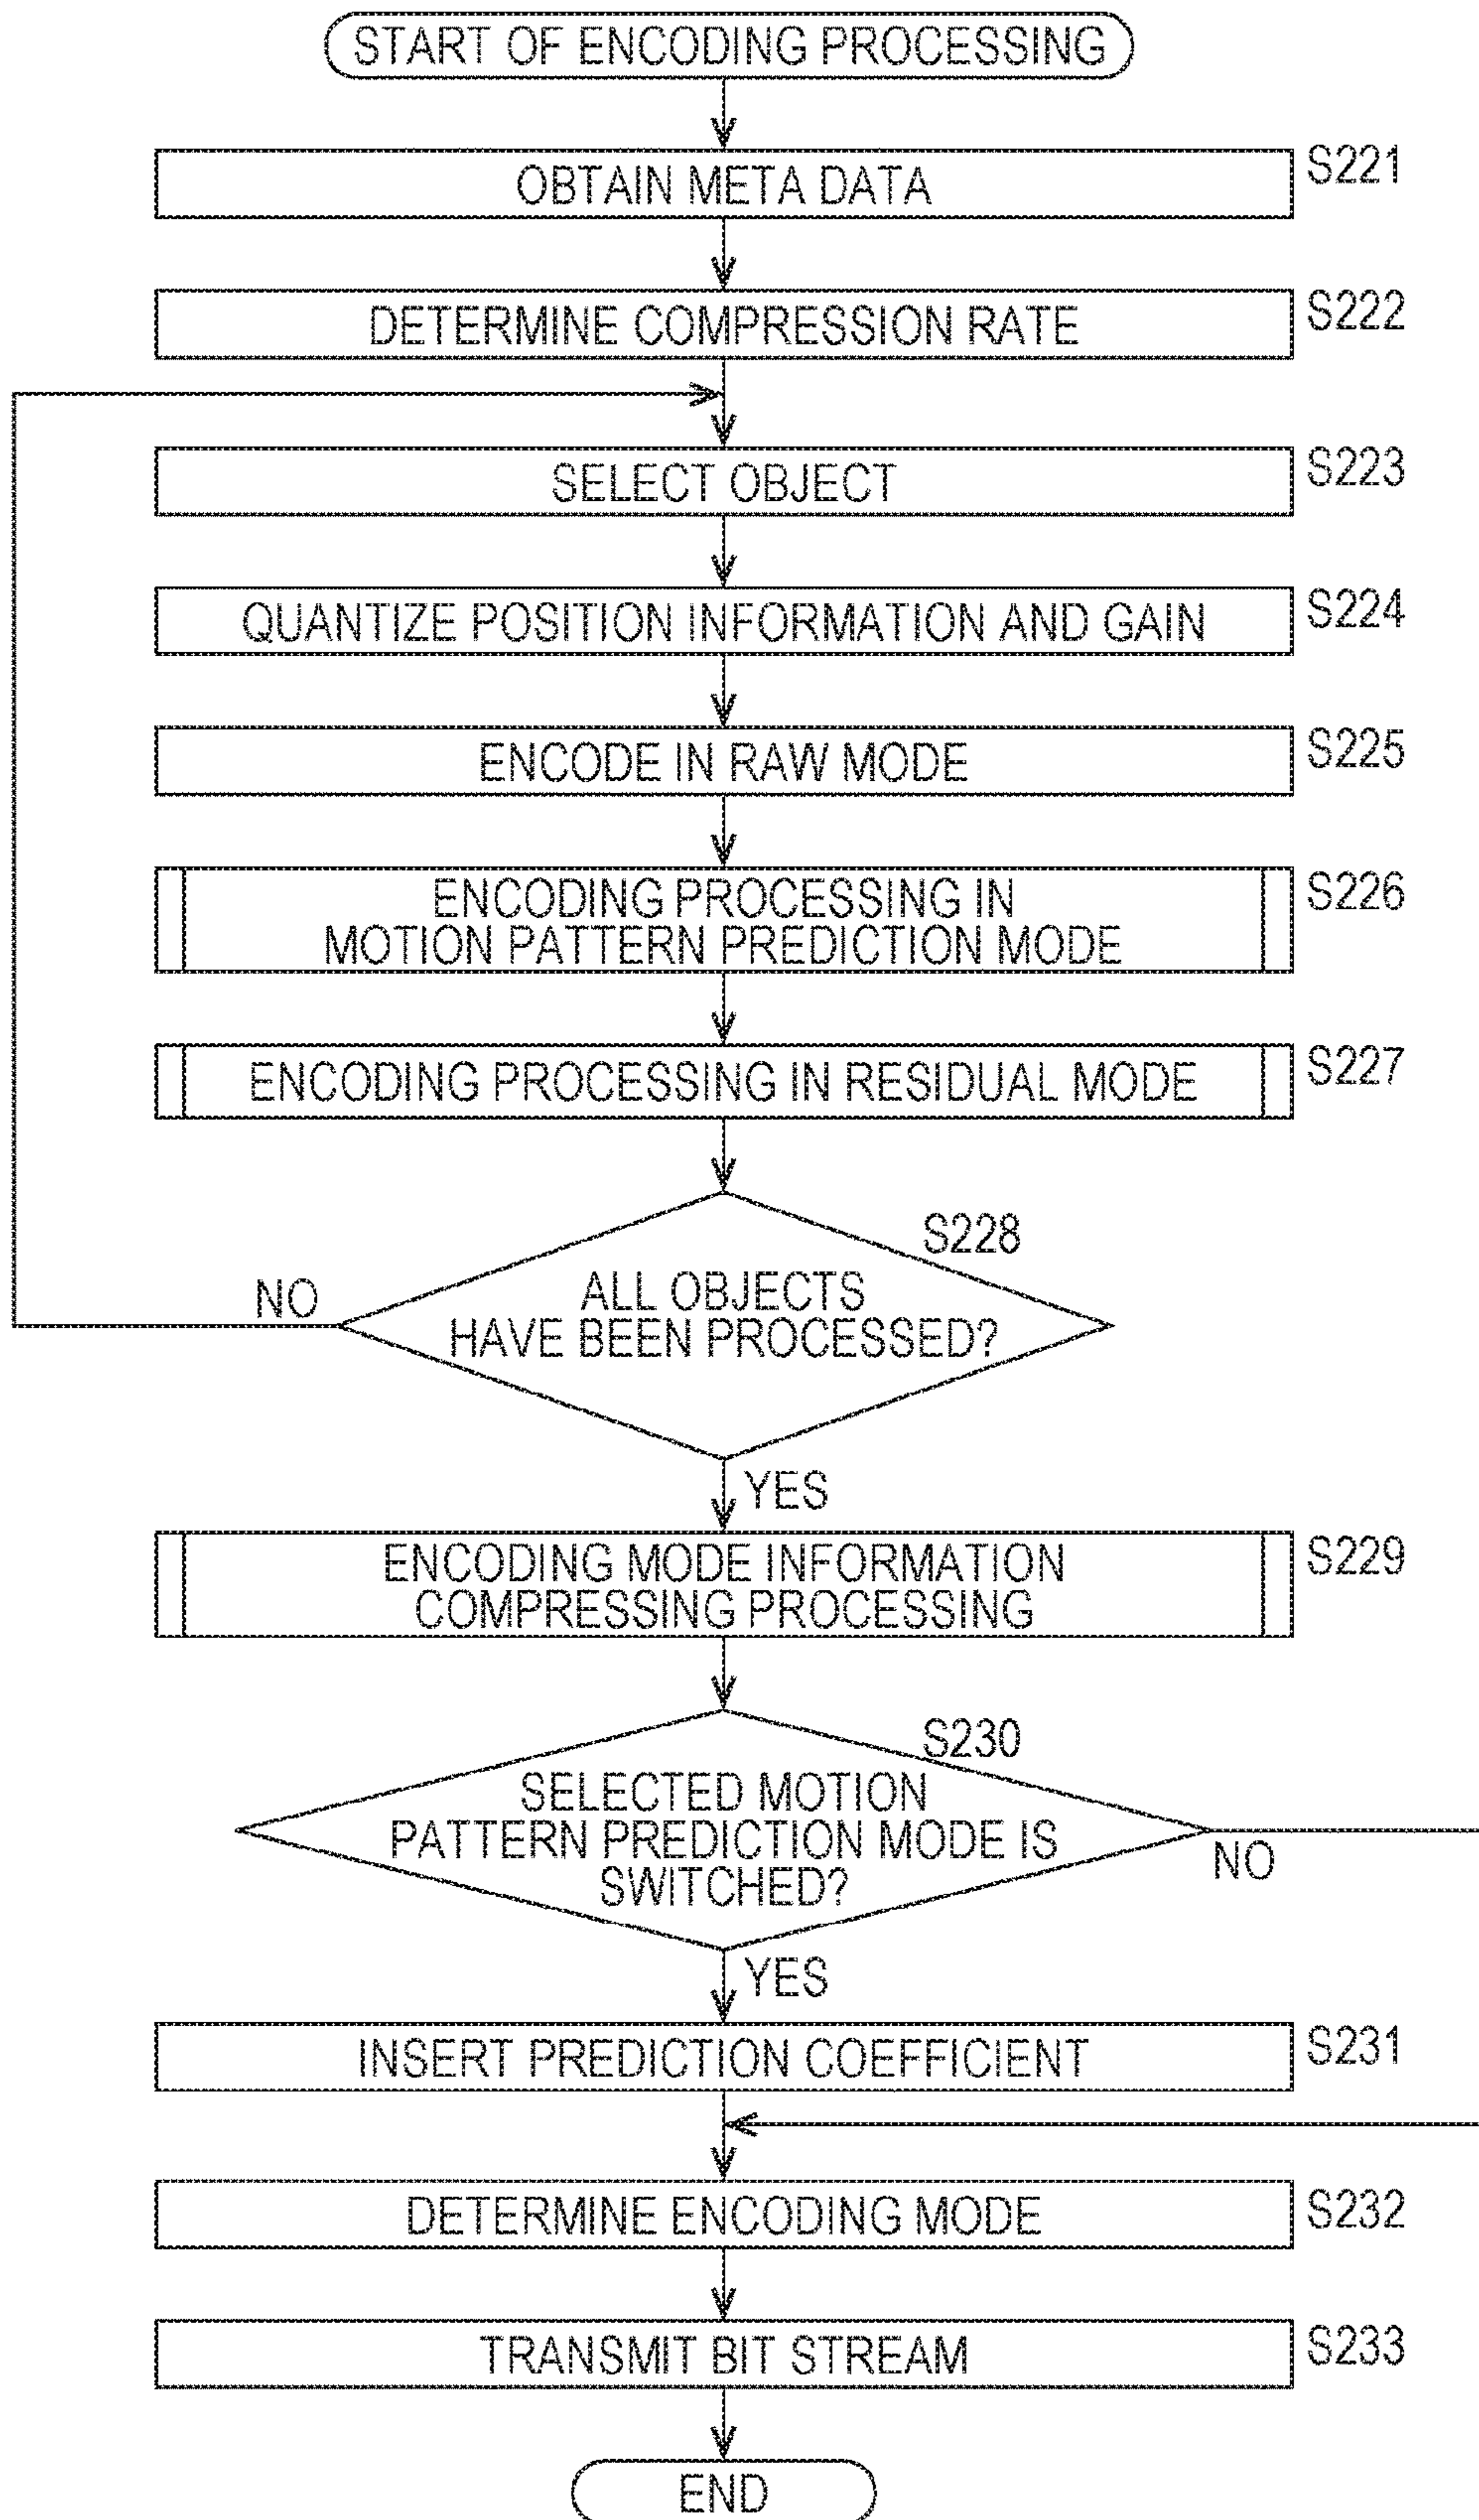 START OF ENCODING PROCESSING
OBTAIN META DATA
S221
DETERMINE COMPRESSION RATE
S222
SELECT OBJECT
S223
QUANTIZE POSITION INFORMATION AND GAIN
S224
ENCODE IN RAW MODE
S225
ENCODING PROCESSING IN
MOTION PATTERN PREDICTION MODE
S226
ENCODING PROCESSING IN RESIDUAL MODE
S227
S228
ALL OBJECTS
HAVE BEEN PROCESSED?
NO
YES
ENCODING MODE INFORMATION
COMPRESSING PROCESSING
S229
S230
SELECTED MOTION
PATTERN PREDICTION MODE IS
SWITCHED?
NO
YES
INSERT PREDICTION COEFFICIENT
S231
DETERMINE ENCODING MODE
S232
TRANSMIT BIT STREAM
S233
END